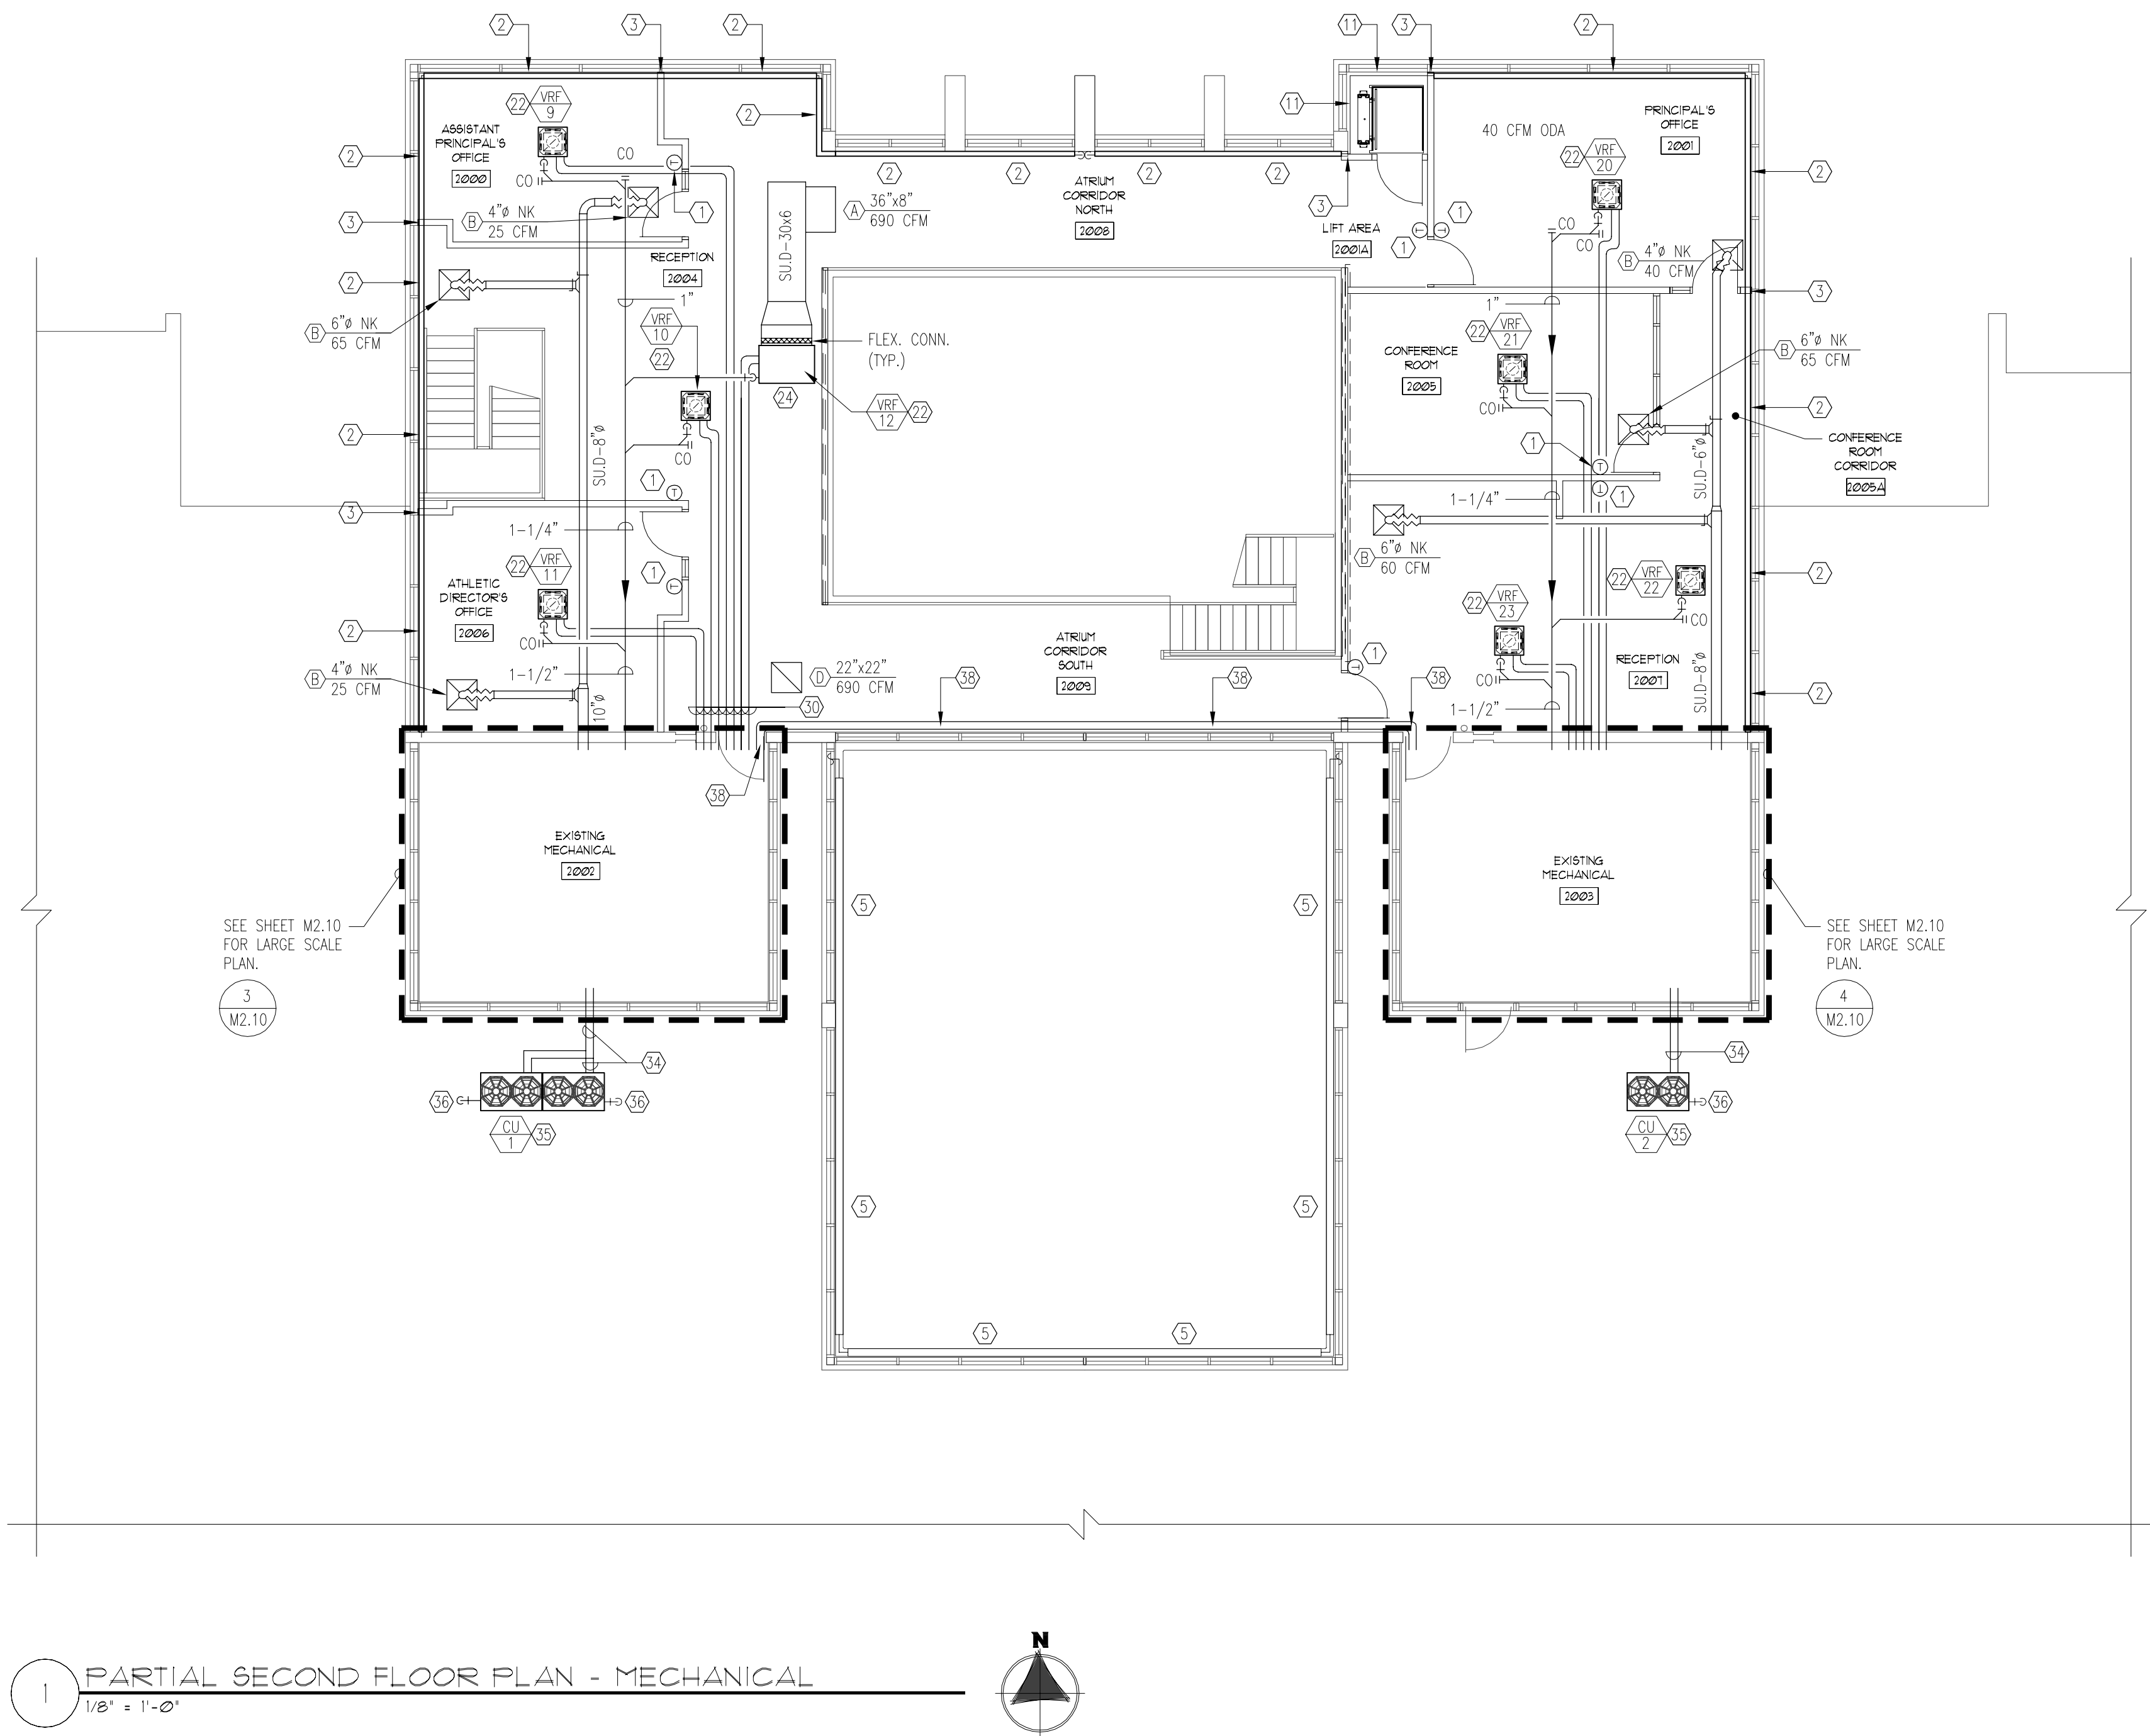 2
3
2
11
3
2
22
VRF
9
2
11
ASSISTANT
PRINCIPAL'S
OFFICE
2000
CO
CO
40 CFM ODA
PRINCIPAL'S
OFFICE
2001
22
VRF
20
2
2
2
2
2
2
ATRIUM
CORRIDOR
NORTH
2008
3
LIFT AREA
2001A
1
1
CO
CO
2
3
B
4"ø NK
25 CFM
1
SU.D-30x6
A
36"x8"
690 CFM
RECEPTION
2004
2
1"
B
4"ø NK
40 CFM
3
1"
B
6"ø NK
65 CFM
VRF
10
22
FLEX. CONN.
(TYP.)
24
VRF
12
22
22
VRF
21
CONFERENCE
ROOM
2005
CO
B
6"ø NK
65 CFM
2
2
CO
SU.D-8"ø
1
1
SU.D-6"ø
CONFERENCE
ROOM
CORRIDOR
2005A
3
1-1/4"
1-1/4"
1
22
VRF
11
1
B
6"ø NK
60 CFM
22
VRF
22
2
ATHLETIC
DIRECTOR'S
OFFICE
2006
22
VRF
23
CO
2
CO
ATRIUM
CORRIDOR
SOUTH
2009
1
RECEPTION
2007
CO
B
4"ø NK
25 CFM
1-1/2"
10"ø
D
22"x22"
690 CFM
38
38
38
1-1/2"
SU.D-8"ø
2
30
38
EXISTING
MECHANICAL
2002
EXISTING
MECHANICAL
2003
5
5
SEE SHEET M2.10
FOR LARGE SCALE
PLAN.
3
M2.10
SEE SHEET M2.10
FOR LARGE SCALE
PLAN.
4
M2.10
34
34
36
36
36
CU
1
35
CU
2
35
5
5
5
5
N
1
PARTIAL SECOND FLOOR PLAN - MECHANICAL
1/8" = 1'-0"